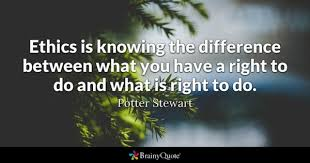 Ethics is knowing the difference
between what you have a right to
do and what is right to do.
Potter Stewart
BrainyQuote®